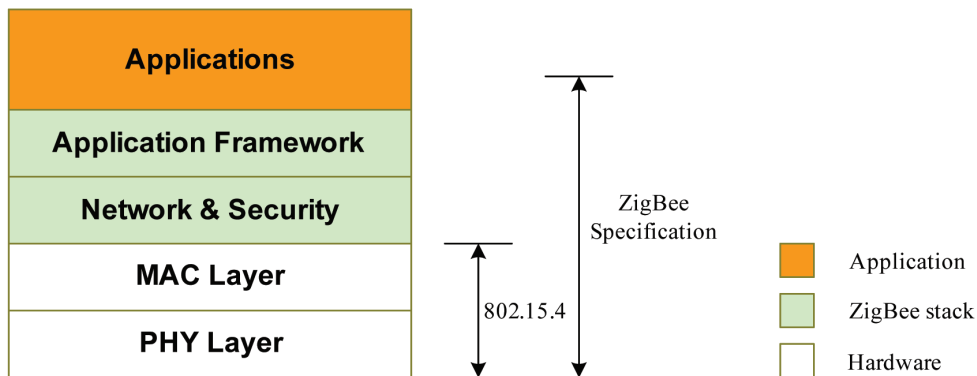 Applications
Application Framework
Network & Security
MAC Layer
PHY Layer
802.15.4
ZigBee
Specification
Application
ZigBee stack
Hardware